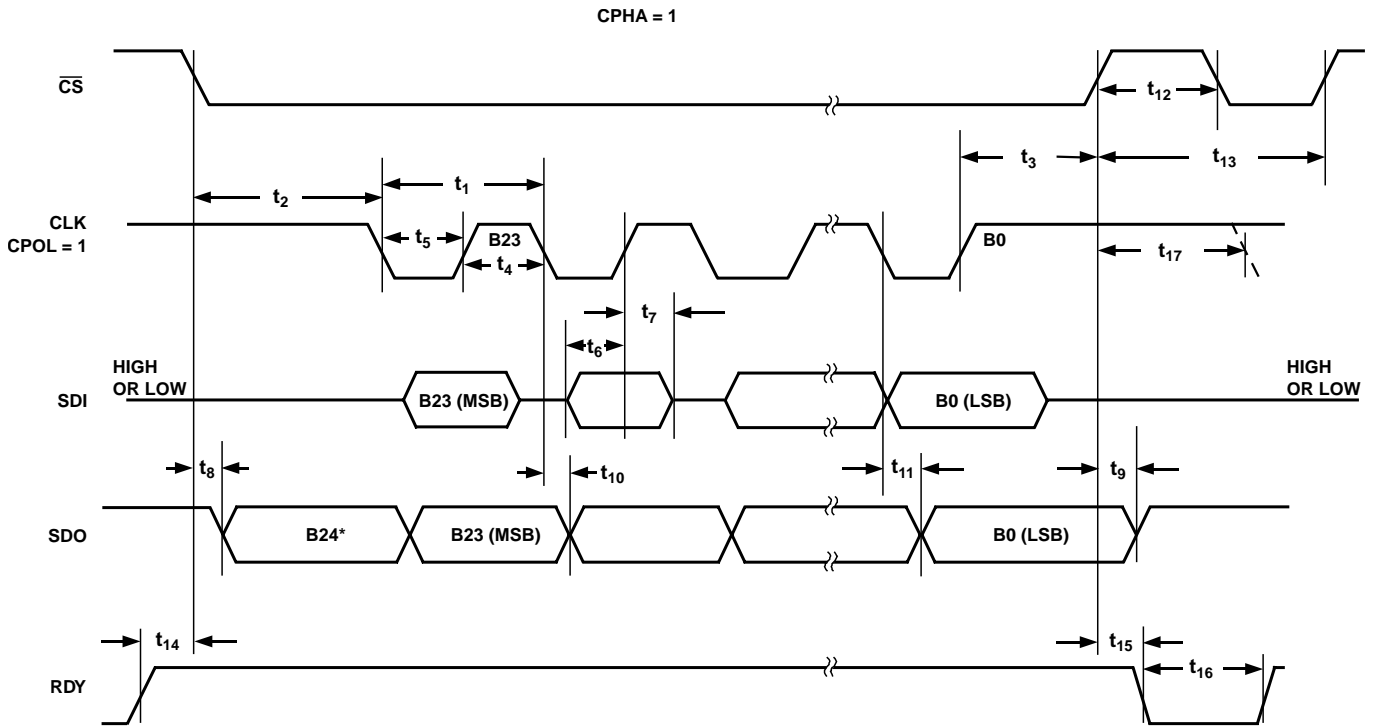 CPHA = 1
CS
t12
t3
t13
t1
t2
CLK
CPOL = 1
t5
B23
t4
B0
t17
t7
t6
HIGH
OR LOW
SDI
B23 (MSB)
B0 (LSB)
HIGH
OR LOW
t8
t10
t11
t9
SDO
B24*
B23 (MSB)
B0 (LSB)
t14
t15
t16
RDY